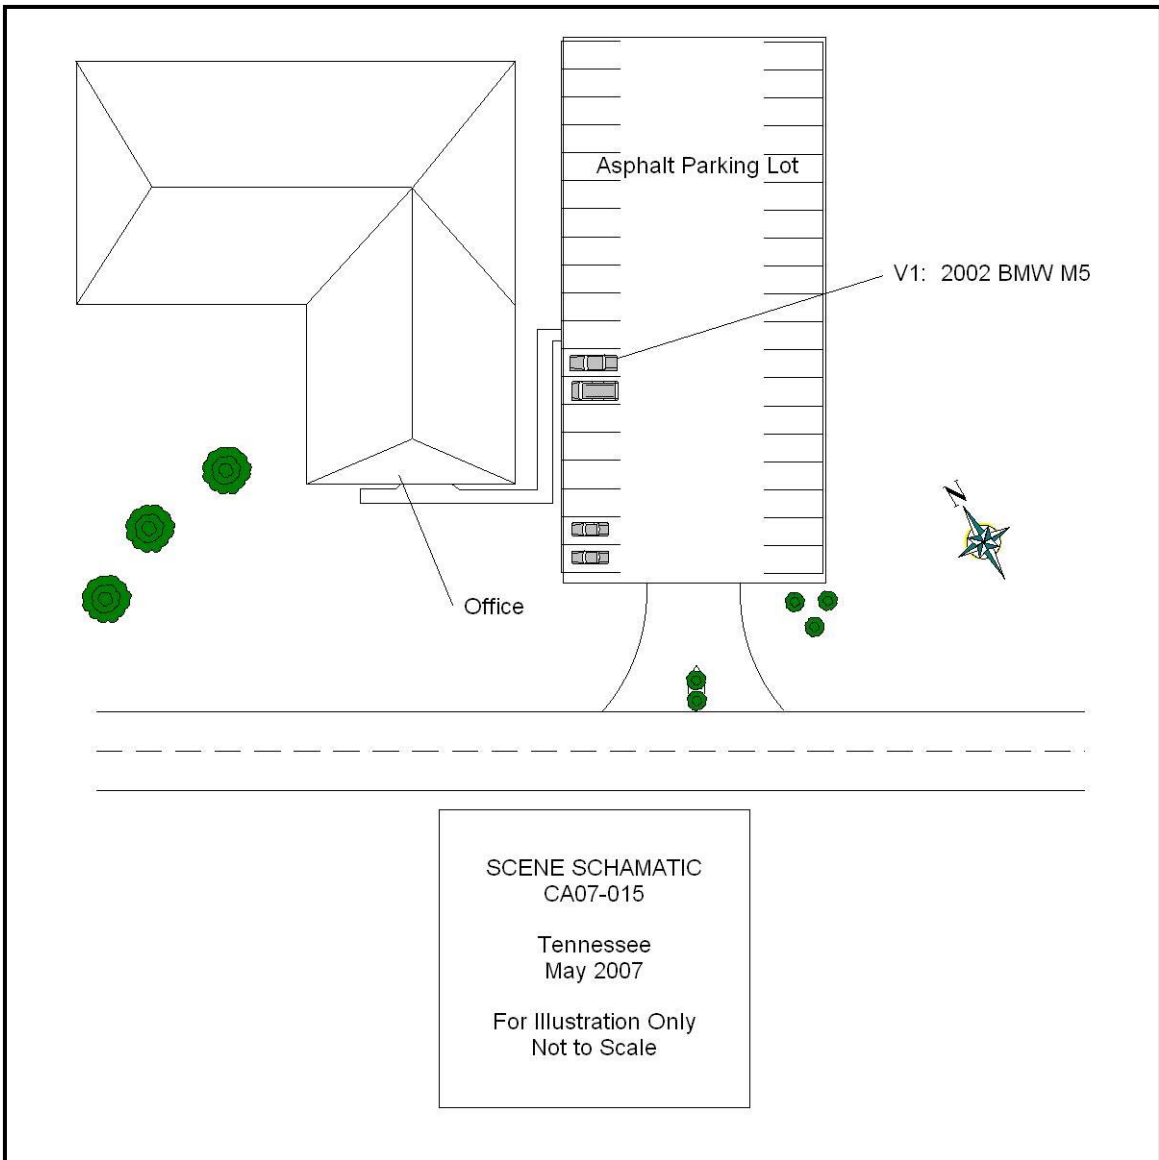 Asphalt Parking Lot
V1: 2002 BMW M5
N
Office
SCENE SCHAMATIC
CA07-015
Tennessee
May 2007
For Illustration Only
Not to Scale